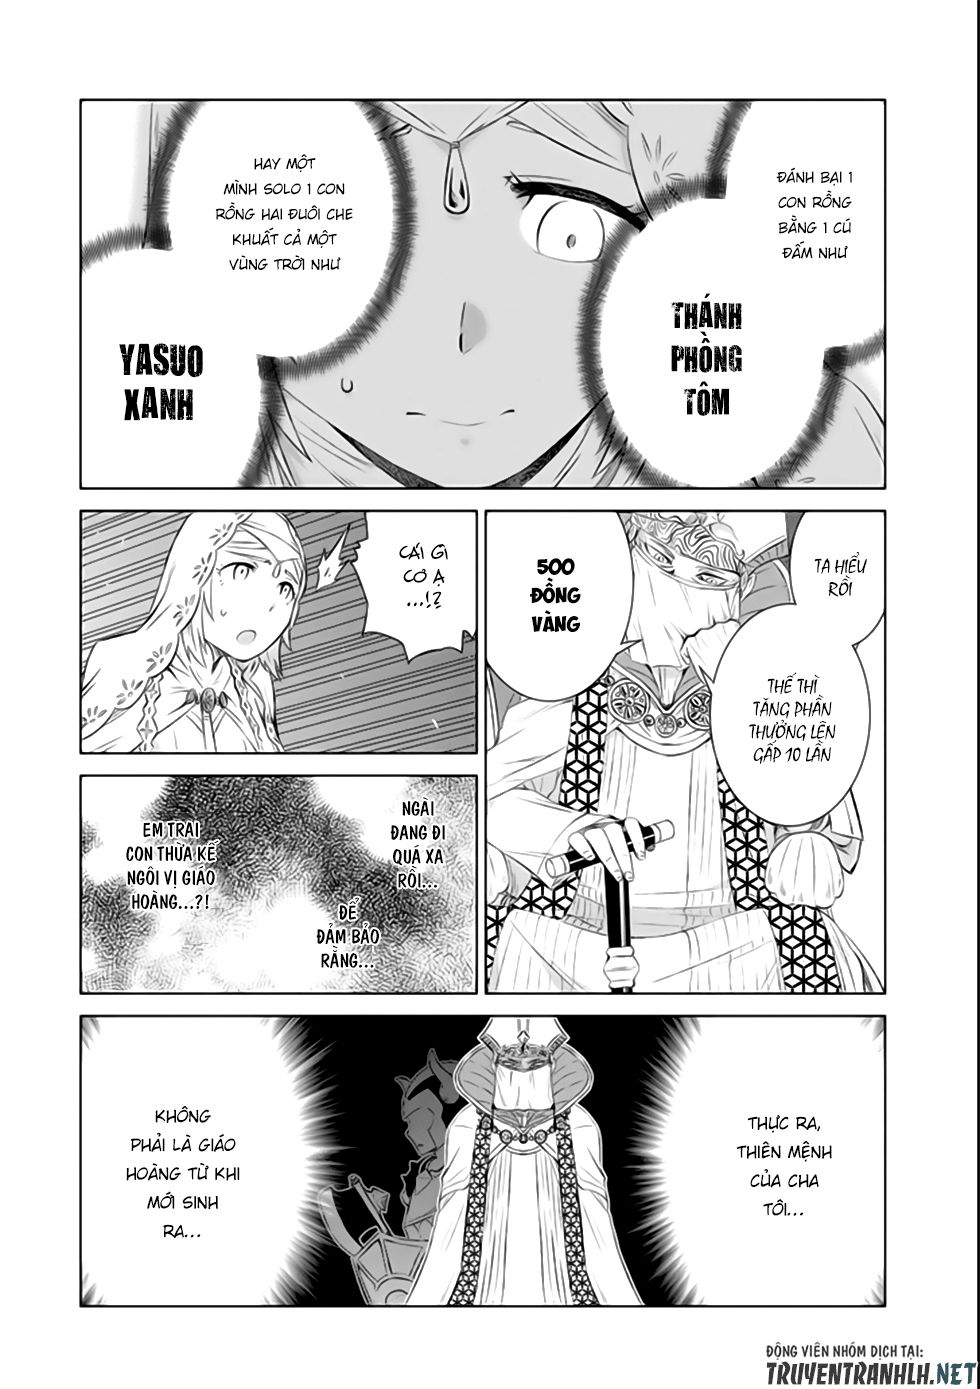 ĐÁNH BẠI 1
CON RỒNG
BẰNG 1 CÚ
ĐẤM NHƯ
THÁNH
PHỒNG
TÔM
HAY MỘT
MÌNH SOLO 1 CON
RỒNG HAI ĐUÔI CHE
KHUẤT CẢ MỘT
VÙNG TRỜI NHƯ
YASUO
XANH
TA HIỂU
RỒI
THẾ THÌ
TĂNG PHẦN
THƯỞNG LÊN
GẤP 10 LẦN
500
ĐỒNG
VÀNG
CÁI GÌ
CƠ Ạ
...!?
NGÀI
ĐANG ĐI
QUÁ XA
RỒI...
ĐỂ
ĐẢM BẢO
RẰNG...
EM TRAI
CON THỪA KẾ
NGÔI VỊ GIÁO
HOÀNG...?!
THỰC RA,
THIÊN MỆNH
CỦA CHA
TÔI...
KHÔNG
PHẢI LÀ GIÁO
HOÀNG TỪ KHI
MỚI SINH
RA...
ĐỘNG VIÊN NHÓM DỊCH TẠI:
TRUYENTRANHLH.NET